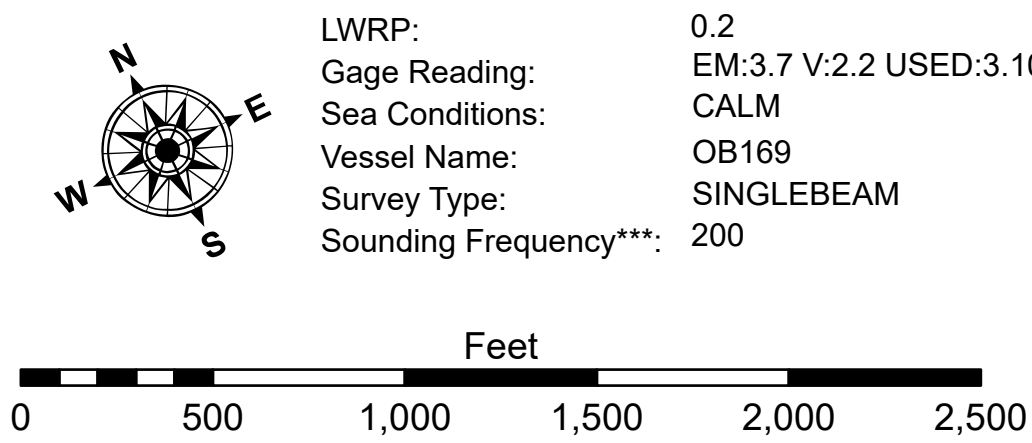 N
E
W
S
LWRP: 0.2
Gage Reading: EM:3.7 V:2.2 USED:3.10
Sea Conditions: CALM
Vessel Name: OB169
Survey Type: SINGLEBEAM
Sounding Frequency***: 200
Feet
0 500 1,000 1,500 2,000 2,500